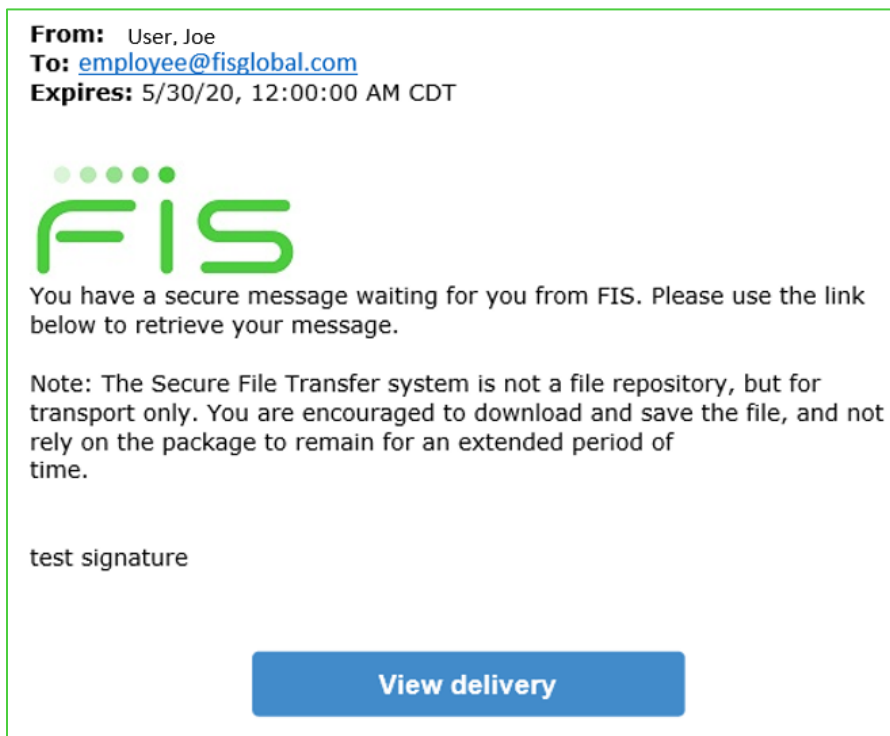 From: User, Joe
To: employee@fisglobal.com
Expires: 5/30/20, 12:00:00 AM CDT
FIS
You have a secure message waiting for you from FIS. Please use the link
below to retrieve your message.
Note: The Secure File Transfer system is not a file repository, but for
transport only. You are encouraged to download and save the file, and not
rely on the package to remain for an extended period of
time.
test signature
View delivery